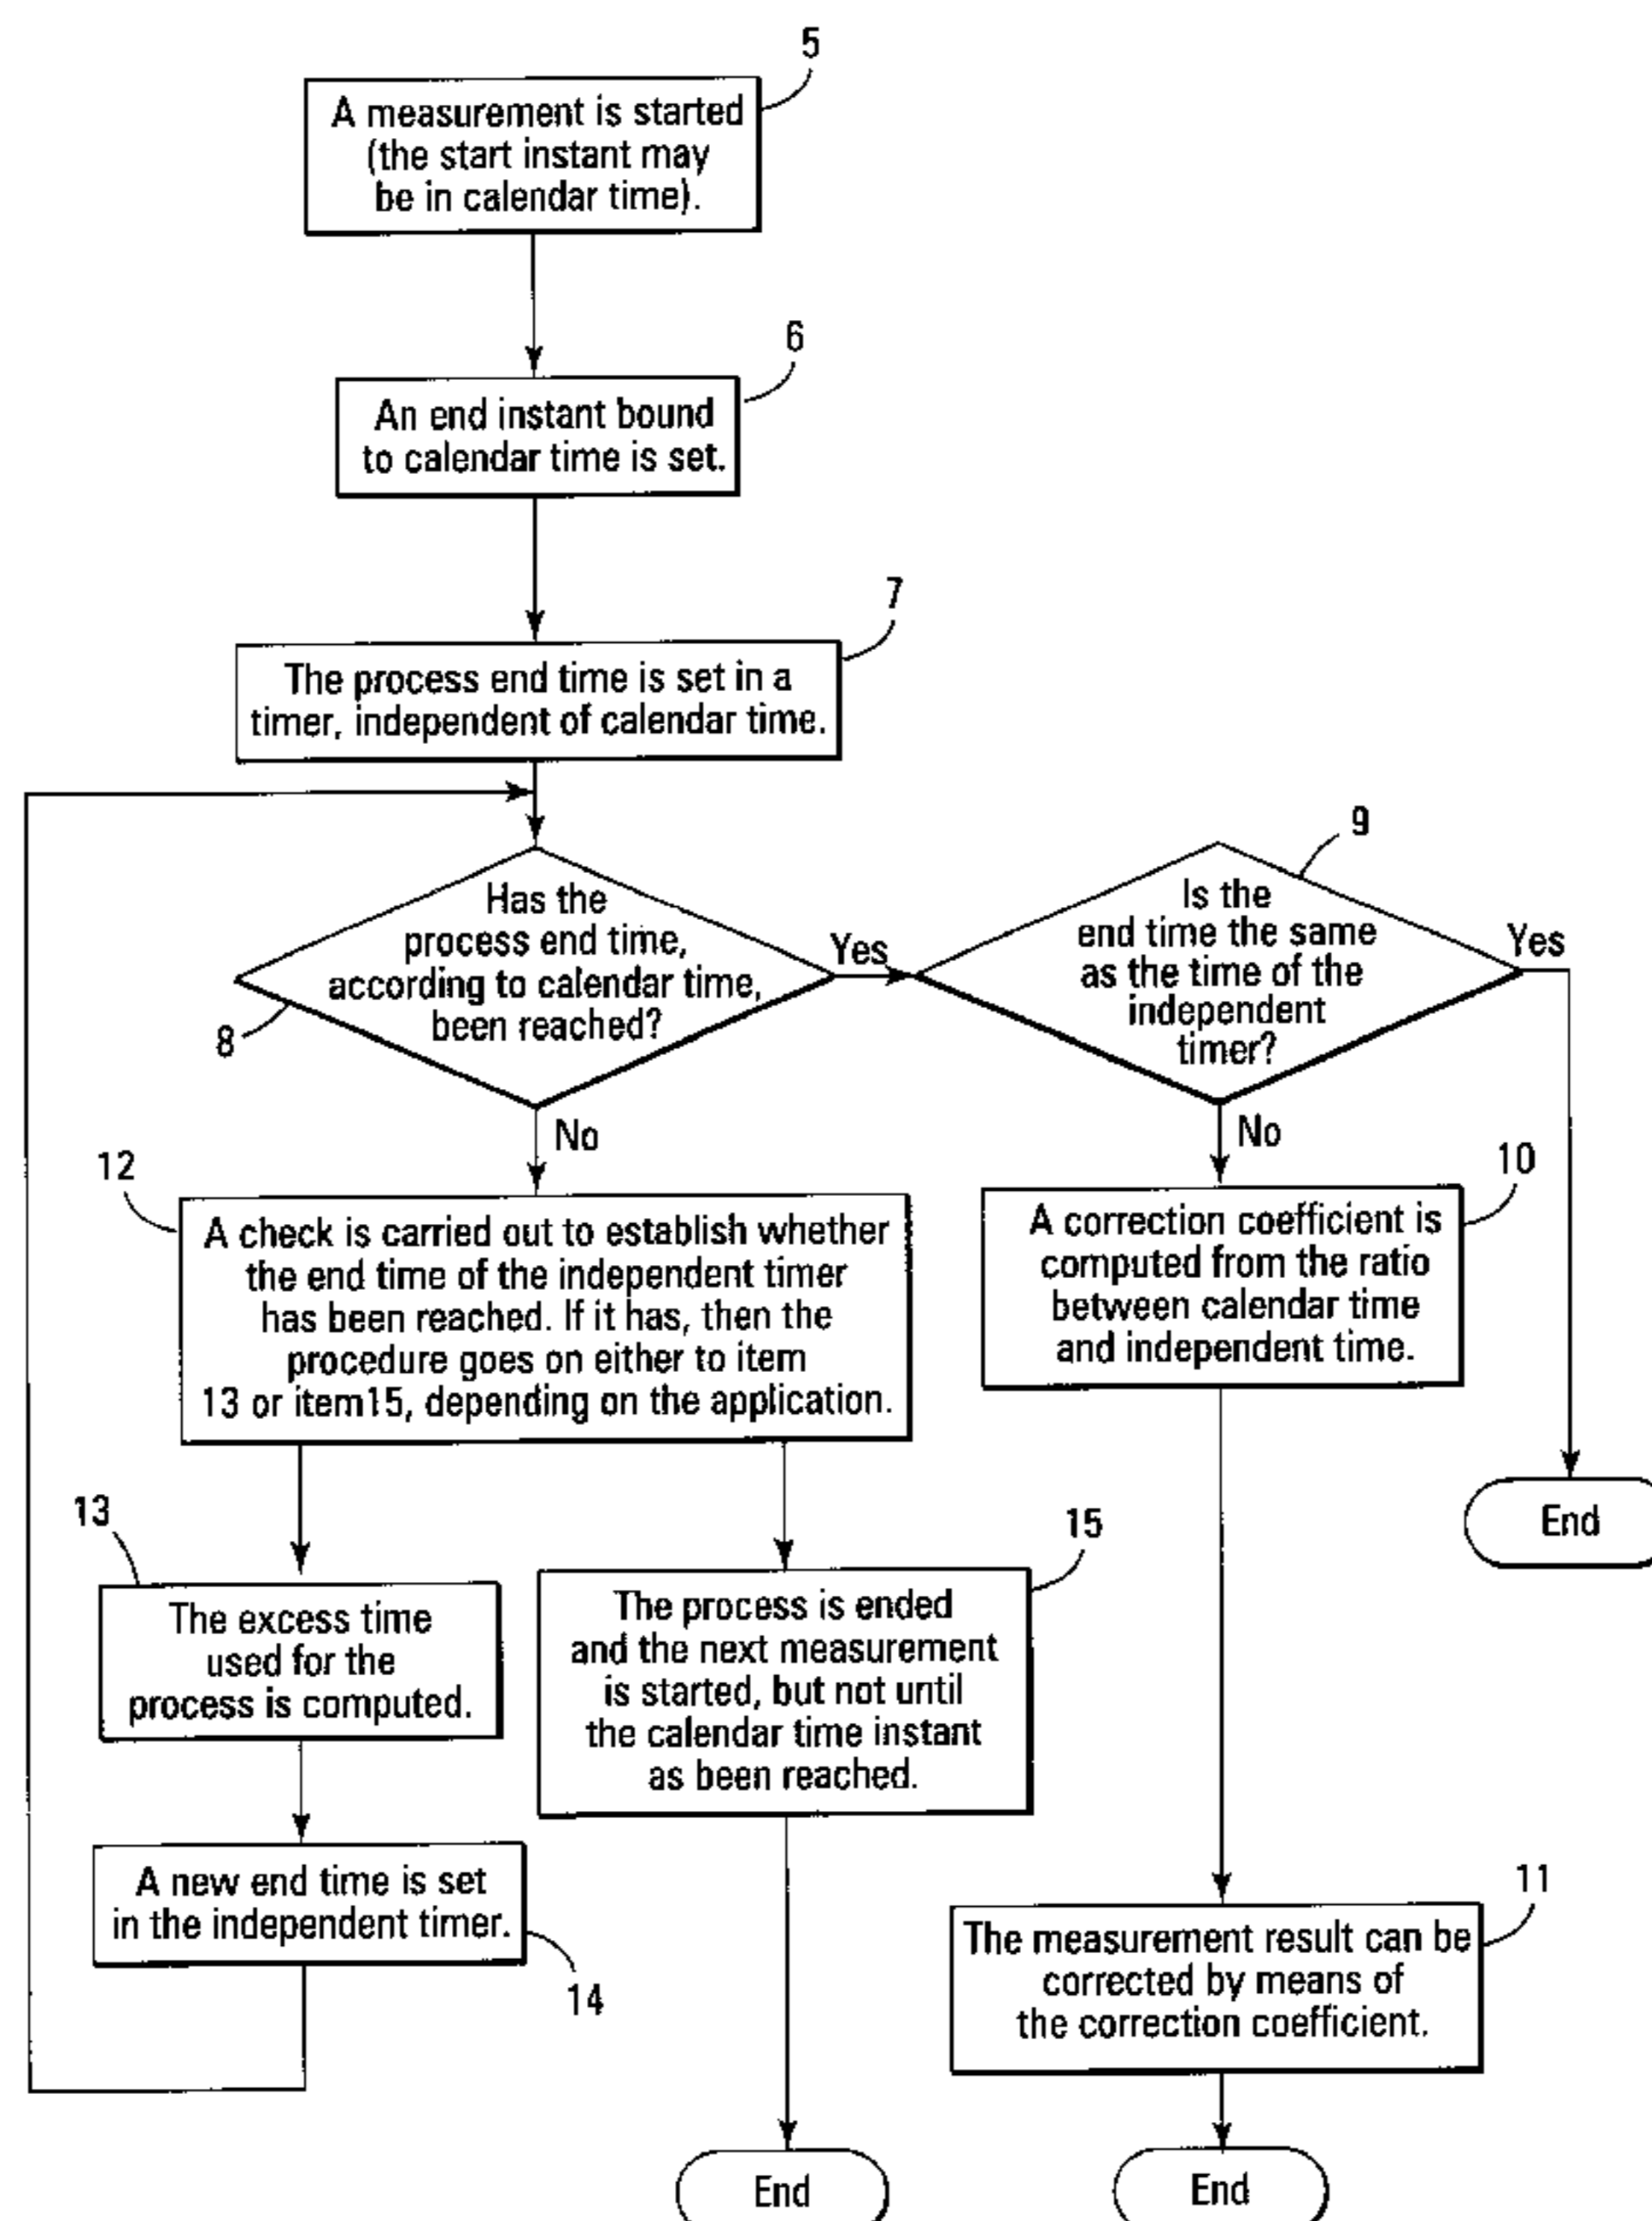 5
A measurement is started
(the start instant may
be in calendar time).
6
An end instant bound
to calendar time is set.
7
The process end time is set in a
timer, independent of calendar time.
8
Has the
process end time,
according to calendar time,
been reached?
Yes
No
9
Is the
end time the same
as the time of the
independent
timer?
Yes
No
12
A check is carried out to establish whether
the end time of the independent timer
has been reached. If it has, then the
procedure goes on either to item
13 or item15, depending on the application.
10
A correction coefficient is
computed from the ratio
between calendar time
and independent time.
End
13
The excess time
used for the
process is computed.
15
The process is ended
and the next measurement
is started, but not until
the calendar time instant
as been reached.
14
A new end time is set
in the independent timer.
11
The measurement result can be
corrected by means of
the correction coefficient.
End
End